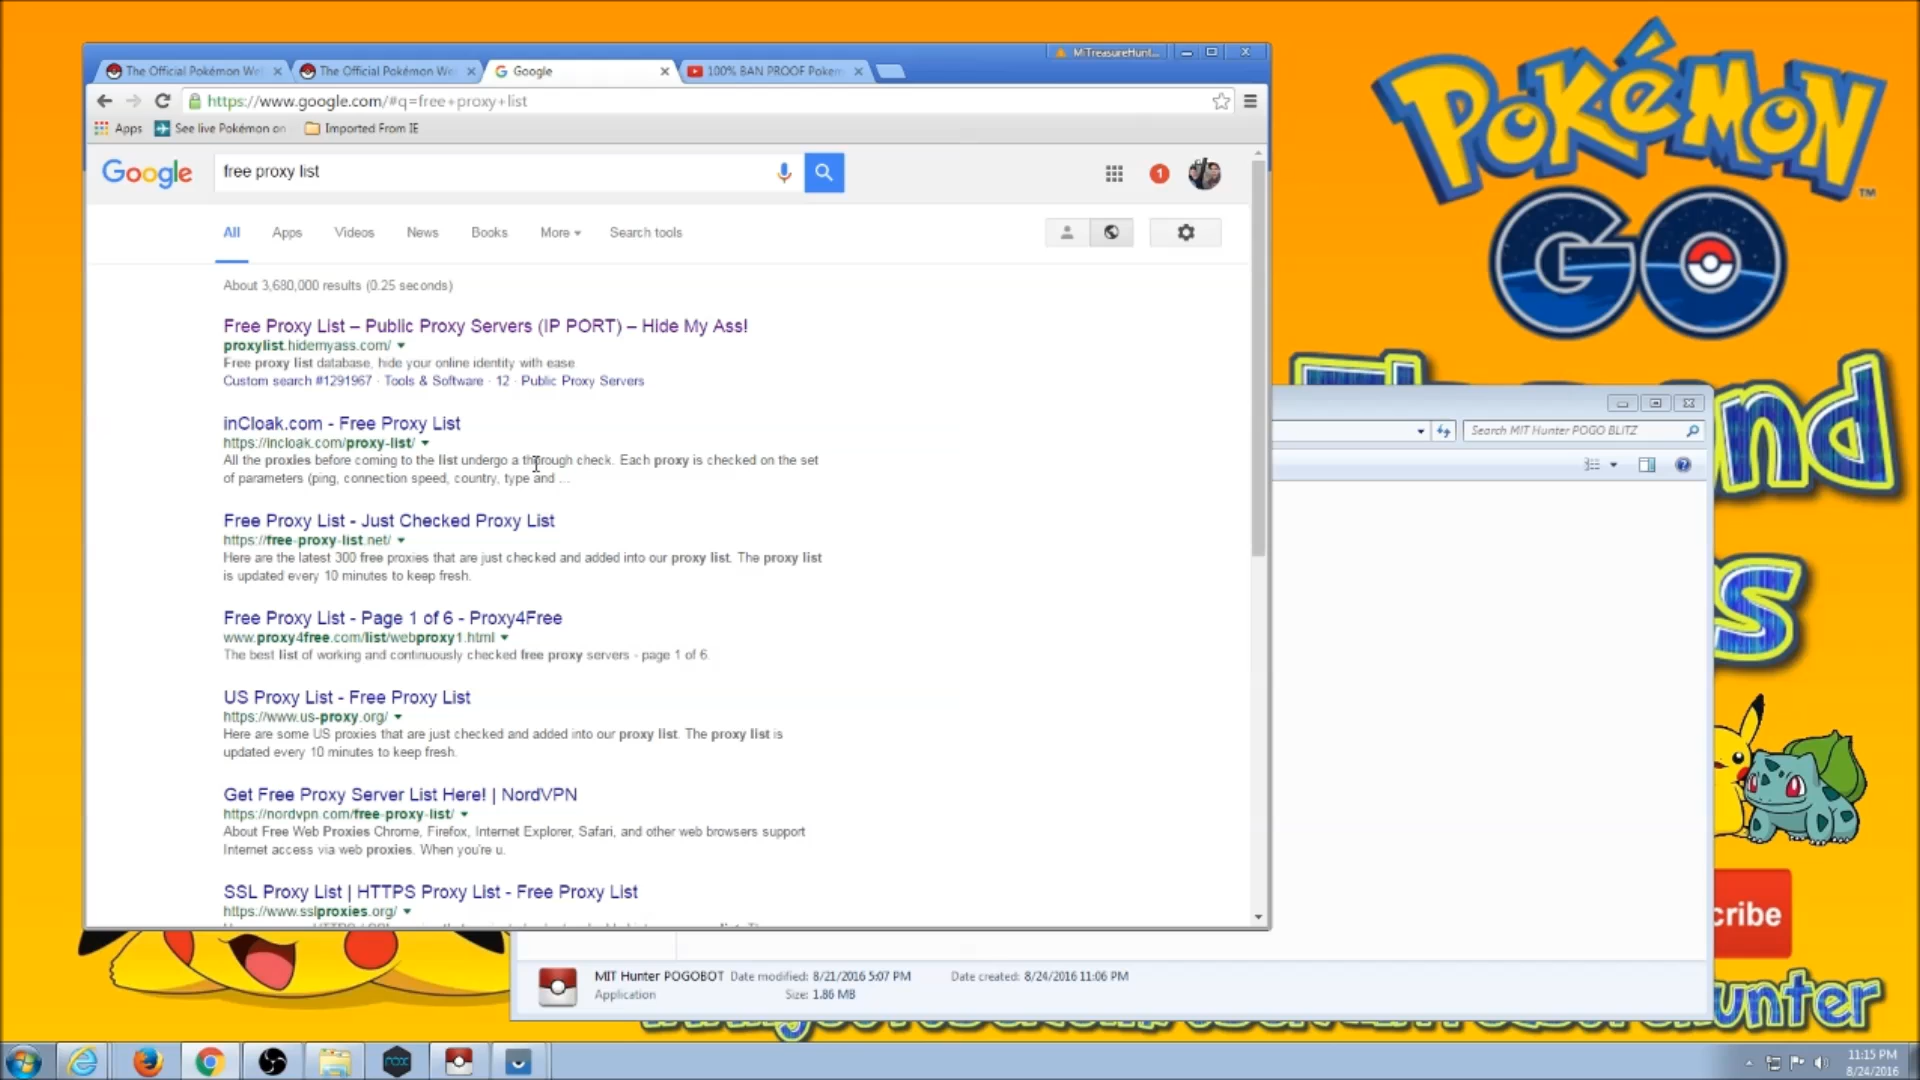 MiTreasureHunt...
The Official Pokémon We
The Official Pokémon We
Google
100% BAN PROOF Pokem
https://www.google.com/#q=free+proxy+list
Apps
See live Pokémon on
Imported From IE
Google
free proxy list
1
All
Apps
Videos
News
Books
More
Search tools
About 3,680,000 results (0.25 seconds)
Free Proxy List – Public Proxy Servers (IP PORT) – Hide My Ass!
proxylist.hidemyass.com/
Free proxy list database, hide your online identity with ease
Custom search #1291967 · Tools & Software · 12 · Public Proxy Servers
inCloak.com - Free Proxy List
https://incloak.com/proxy-list/
All the proxies before coming to the list undergo a thorough check. Each proxy is checked on the set
of parameters (ping, connection speed, country, type and ...
Free Proxy List - Just Checked Proxy List
https://free-proxy-list.net/
Here are the latest 300 free proxies that are just checked and added into our proxy list. The proxy list
is updated every 10 minutes to keep fresh.
Free Proxy List - Page 1 of 6 - Proxy4Free
www.proxy4free.com/list/webproxy1.html
The best list of working and continuously checked free proxy servers - page 1 of 6.
US Proxy List - Free Proxy List
https://www.us-proxy.org/
Here are some US proxies that are just checked and added into our proxy list. The proxy list is
updated every 10 minutes to keep fresh.
Get Free Proxy Server List Here! | NordVPN
https://nordvpn.com/free-proxy-list/
About Free Web Proxies Chrome, Firefox, Internet Explorer, Safari, and other web browsers support
Internet access via web proxies. When you're u.
SSL Proxy List | HTTPS Proxy List - Free Proxy List
https://www.sslproxies.org/
POKéMON
TM
GO
Search MIT Hunter POGO BLITZ
cribe
unter
MIT Hunter POGOBOT
Date modified: 8/21/2016 5:07 PM
Date created: 8/24/2016 11:06 PM
Application
Size: 1.86 MB
nox
11:15 PM
8/24/2016